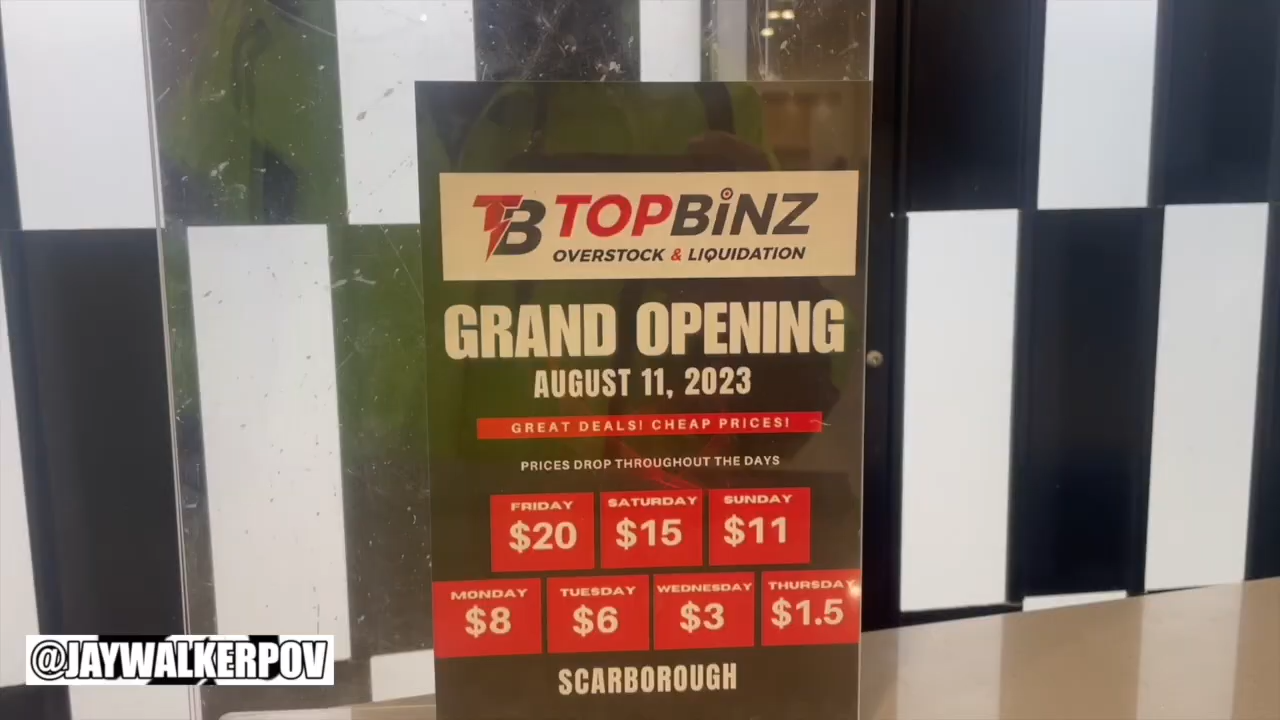 TB TOPBiNZ
OVERSTOCK & LIQUIDATION
GRAND OPENING
AUGUST 11, 2023
GREAT DEALS! CHEAP PRICES!
PRICES DROP THROUGHOUT THE DAYS
FRIDAY SATURDAY SUNDAY
$20 $15 $11
MONDAY TUESDAY WEDNESDAY THURSDAY
$8 $6 $3 $1.5
SCARBOROUGH
@JAYWALKERPOV